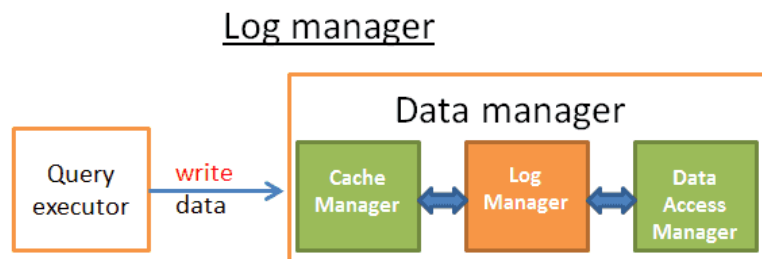 Log manager
Data manager
Query
executor
write
data
Cache
Manager
Log
Manager
Data
Access
Manager